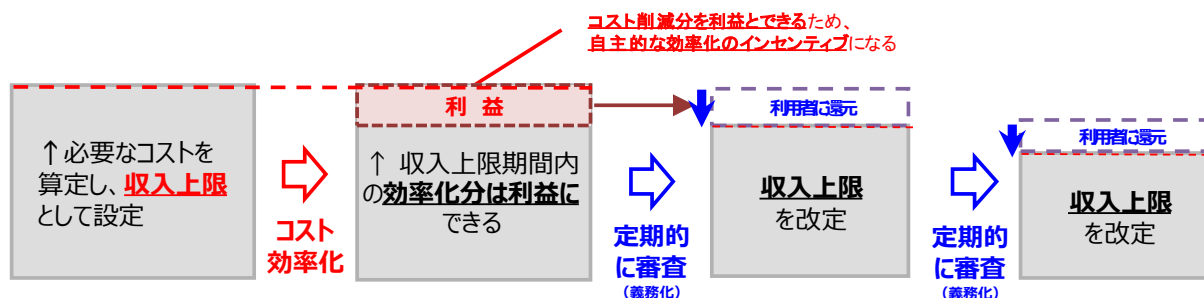 コスト削減分を利益とできるため、
自主的な効率化のインセンティブになる
↑必要なコストを
算定し、収入上限
として設定
コスト
効率化
利 益
↑ 収入上限期間内
の効率化分は利益に
できる
定期的
に審査
(義務化)
利用者に還元
収入上限
を改定
定期的
に審査
(義務化)
利用者に還元
収入上限
を改定